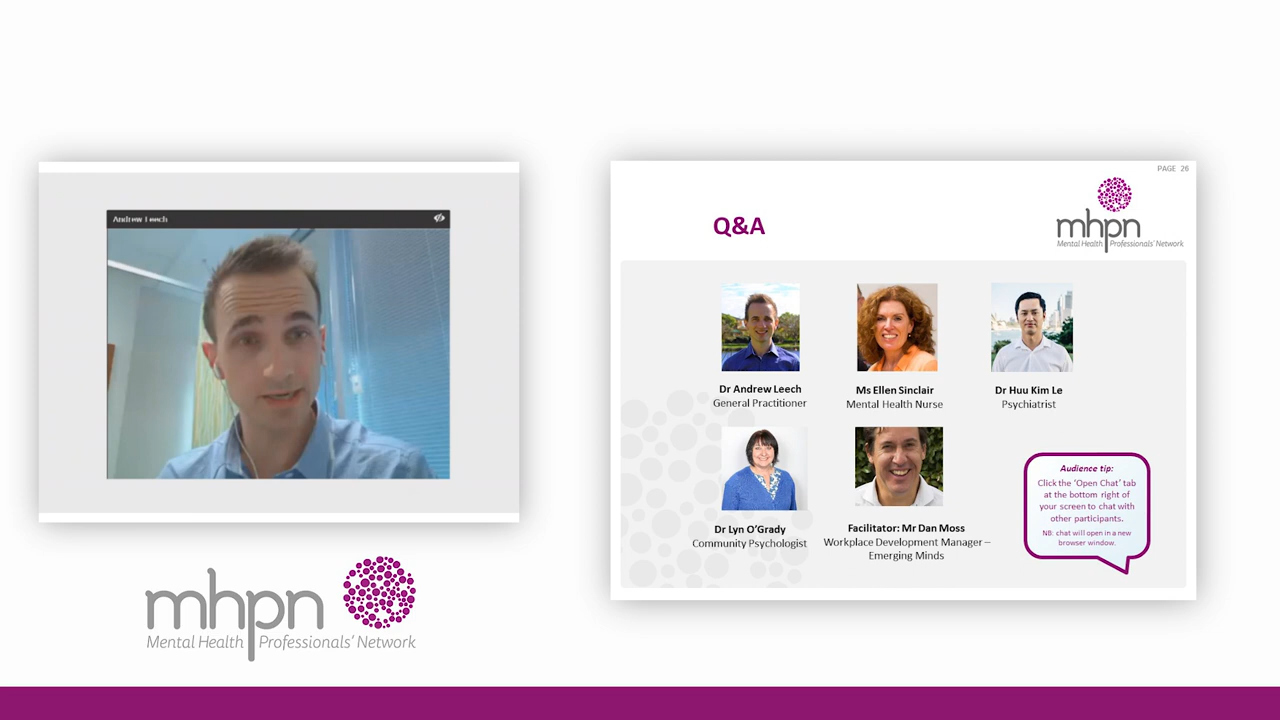 Andrew Leech
mhpn
Mental Health Professionals' Network
PAGE 26
Q&A
mhpn
Mental Health Professionals' Network
Dr Andrew Leech
General Practitioner
Ms Ellen Sinclair
Mental Health Nurse
Dr Huu Kim Le
Psychiatrist
Dr Lyn O'Grady
Community Psychologist
Facilitator: Mr Dan Moss
Workplace Development Manager –
Emerging Minds
Audience tip:
Click the 'Open Chat' tab
at the bottom right of
your screen to chat with
other participants.
NB: chat will open in a new
browser window.